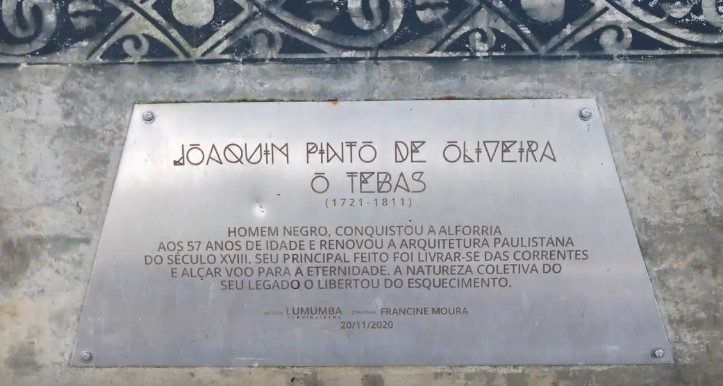 JOAQUIM PINTO DE OLIVEIRA
O TEBAS
(1721-1811)
HOMEM NEGRO, CONQUISTOU A ALFORRIA
AOS 57 ANOS DE IDADE E RENOVOU A ARQUITETURA PAULISTANA
DO SÉCULO XVIII. SEU PRINCIPAL FEITO FOI LIVRAR-SE DAS CORRENTES
E ALÇAR VOO PARA A ETERNIDADE. A NATUREZA COLETIVA DO
SEU LEGADO O LIBERTOU DO ESQUECIMENTO.
LUMUMBA FRANCINE MOURA
20/11/2020